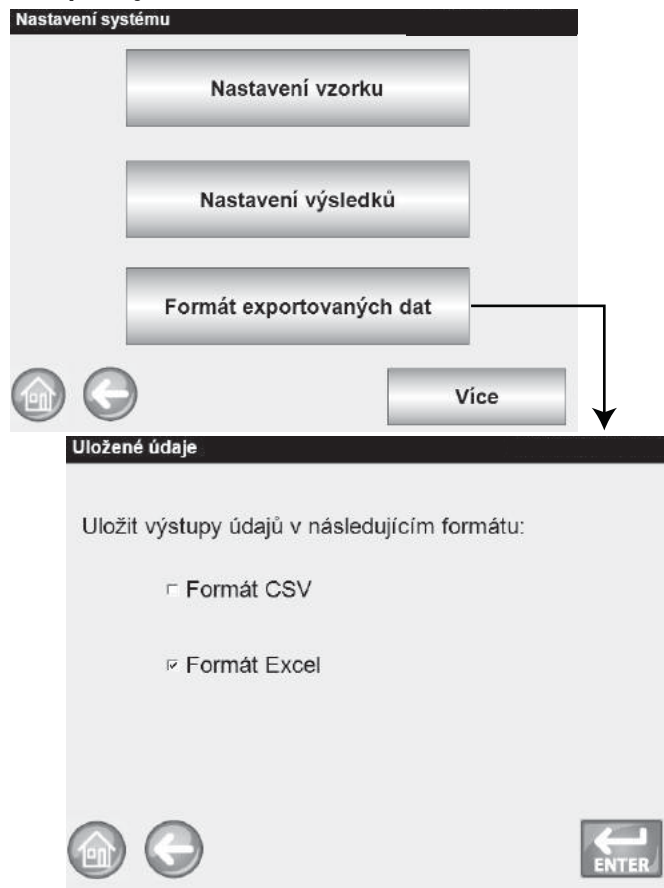 Nastavení systému
Nastavení vzorku
Nastavení výsledků
Formát exportovaných dat
Více
Uložené údaje
Uložit výstupy údajů v následujícím formátu:
Formát CSV
Formát Excel
ENTER